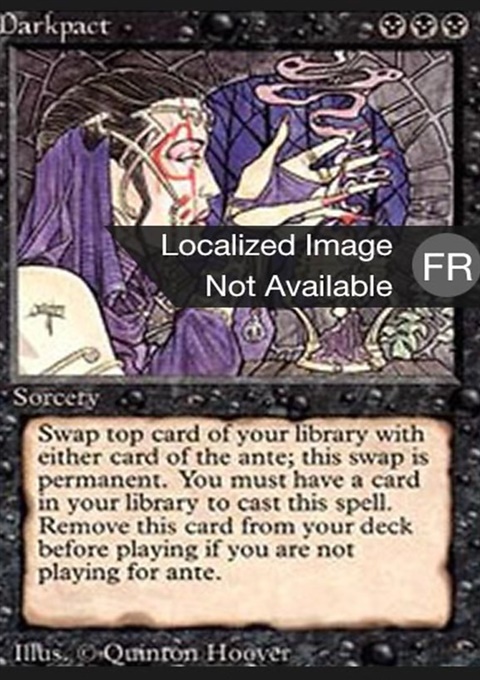 Darkpact
Localized Image
Not Available
FR
Sorcery
Swap top card of your library with
either card of the ante; this swap is
permanent. You must have a card
in your library to cast this spell.
Remove this card from your deck
before playing if you are not
playing for ante.
Illus. © Quinton Hoover